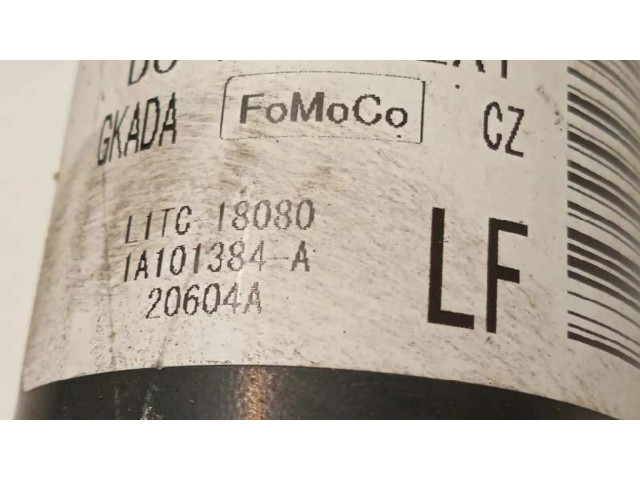 GKADA FoMoCo CZ
L1TC-18080
1A101384-A
20604A
LF